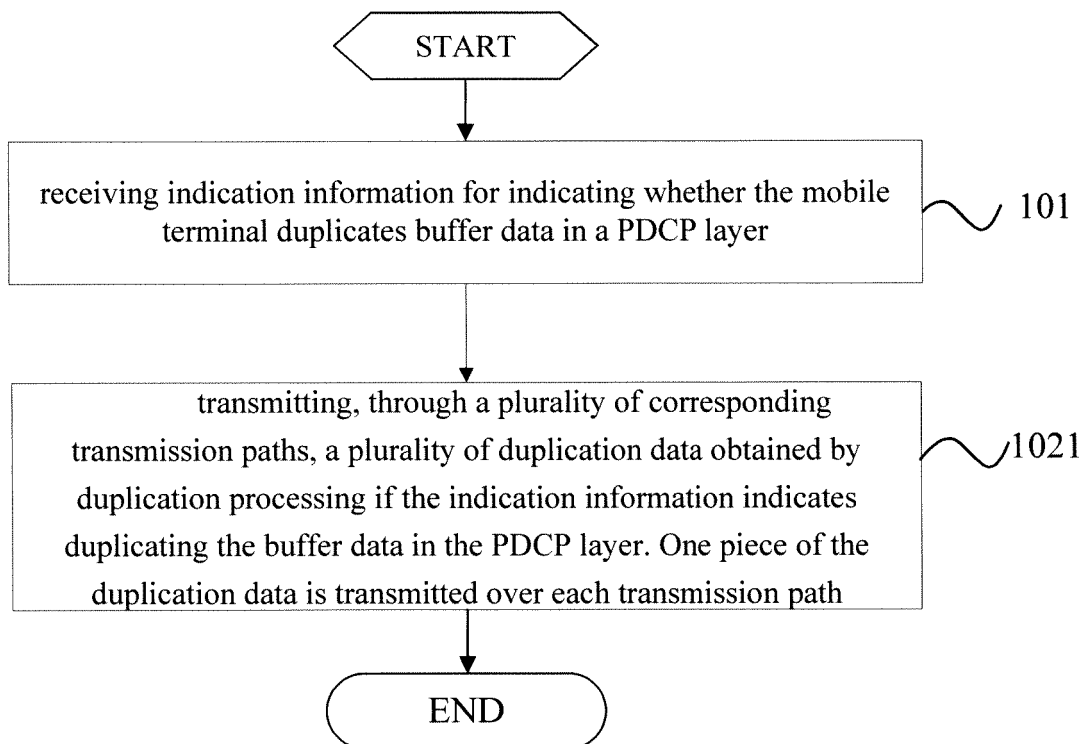 START
receiving indication information for indicating whether the mobile
terminal duplicates buffer data in a PDCP layer
101
transmitting, through a plurality of corresponding
transmission paths, a plurality of duplication data obtained by
duplication processing if the indication information indicates
duplicating the buffer data in the PDCP layer. One piece of the
duplication data is transmitted over each transmission path
1021
END